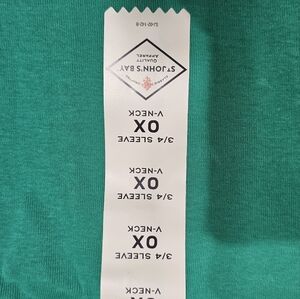 V-NECK
3/4 SLEEVE
0X
V-NECK
3/4 SLEEVE
0X
V-NECK
3/4 SLEEVE
0X
V-NECK
ST.JOHN'S BAY
QUALITY
APPAREL